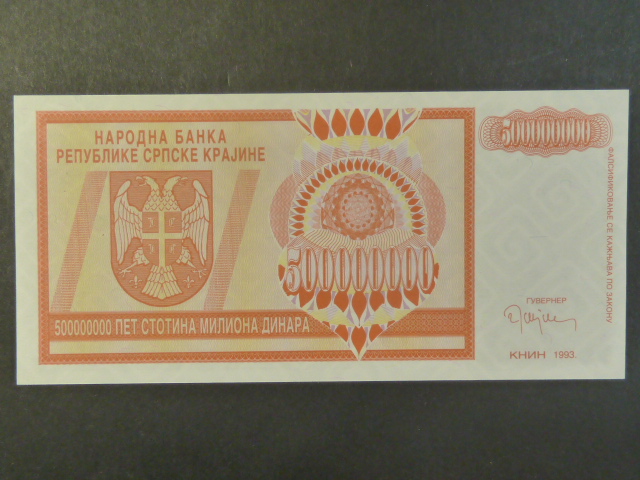 НАРОДНА БАНКА
РЕПУБЛИКЕ СРПСКЕ КРАЈИНЕ
500000000
500000000
500000000 ПЕТ СТОТИНА МИЛИОНА ДИНАРА
ГУВЕРНЕР
КНИН 1993.
ФАЛСИФИКОВАЊЕ СЕ КАЖЊАВА ПО ЗАКОНУ